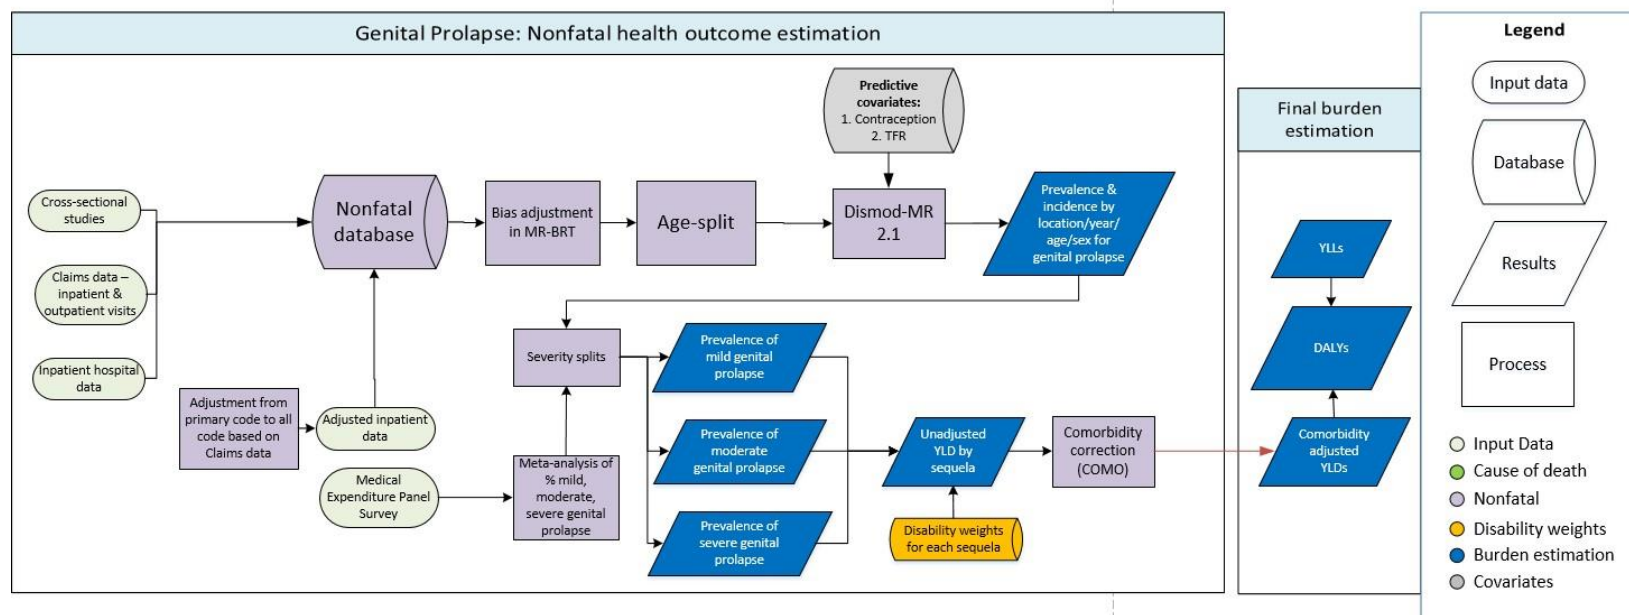 Genital Prolapse: Nonfatal health outcome estimation
Predictive
covariates:
1. Contraception
2. TFR
Cross-sectional
studies
Claims data –
inpatient &
outpatient visits
Inpatient hospital
data
Nonfatal
database
Bias adjustment
in MR-BRT
Age-split
Dismod-MR
2.1
Prevalence &
incidence by
location/year/
age/sex for
genital prolapse
Adjustment from
primary code to all
code based on
Claims data
Adjusted inpatient
data
Medical
Expenditure Panel
Survey
Severity splits
Meta-analysis of
% mild,
moderate,
severe genital
prolapse
Prevalence of
mild genital
prolapse
Prevalence of
moderate
genital prolapse
Prevalence of
severe genital
prolapse
Unadjusted
YLD by
sequela
Disability weights
for each sequela
Comorbidity
correction
(COMO)
Final burden
estimation
YLLs
DALYs
Comorbidity
adjusted
YLDs
Legend
Input data
Database
Results
Process
Input Data
Cause of death
Nonfatal
Disability weights
Burden estimation
Covariates